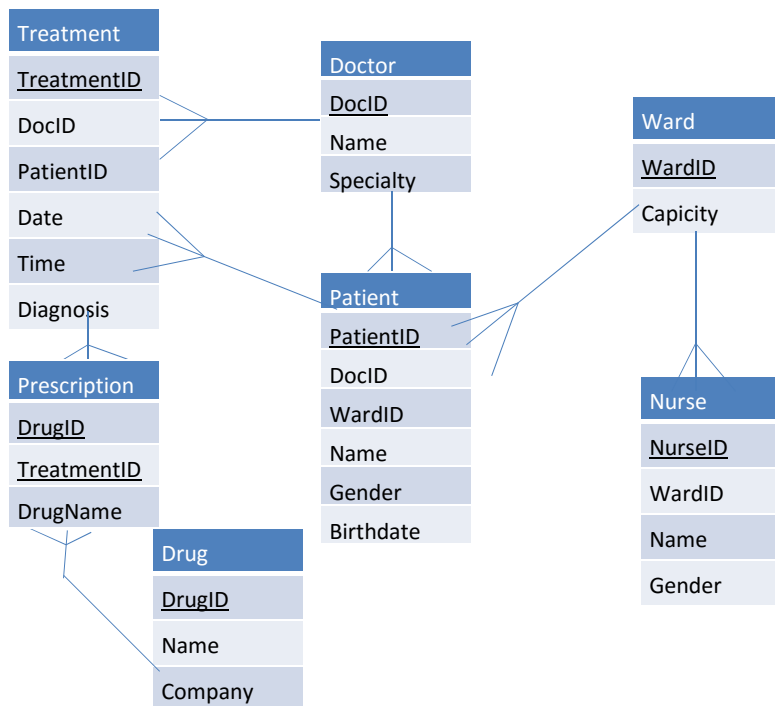 Treatment
TreatmentID
DocID
PatientID
Date
Time
Diagnosis
Doctor
DocID
Name
Specialty
Ward
WardID
Capicity
Patient
PatientID
DocID
WardID
Name
Gender
Birthdate
Prescription
DrugID
TreatmentID
DrugName
Nurse
NurseID
WardID
Name
Gender
Drug
DrugID
Name
Company